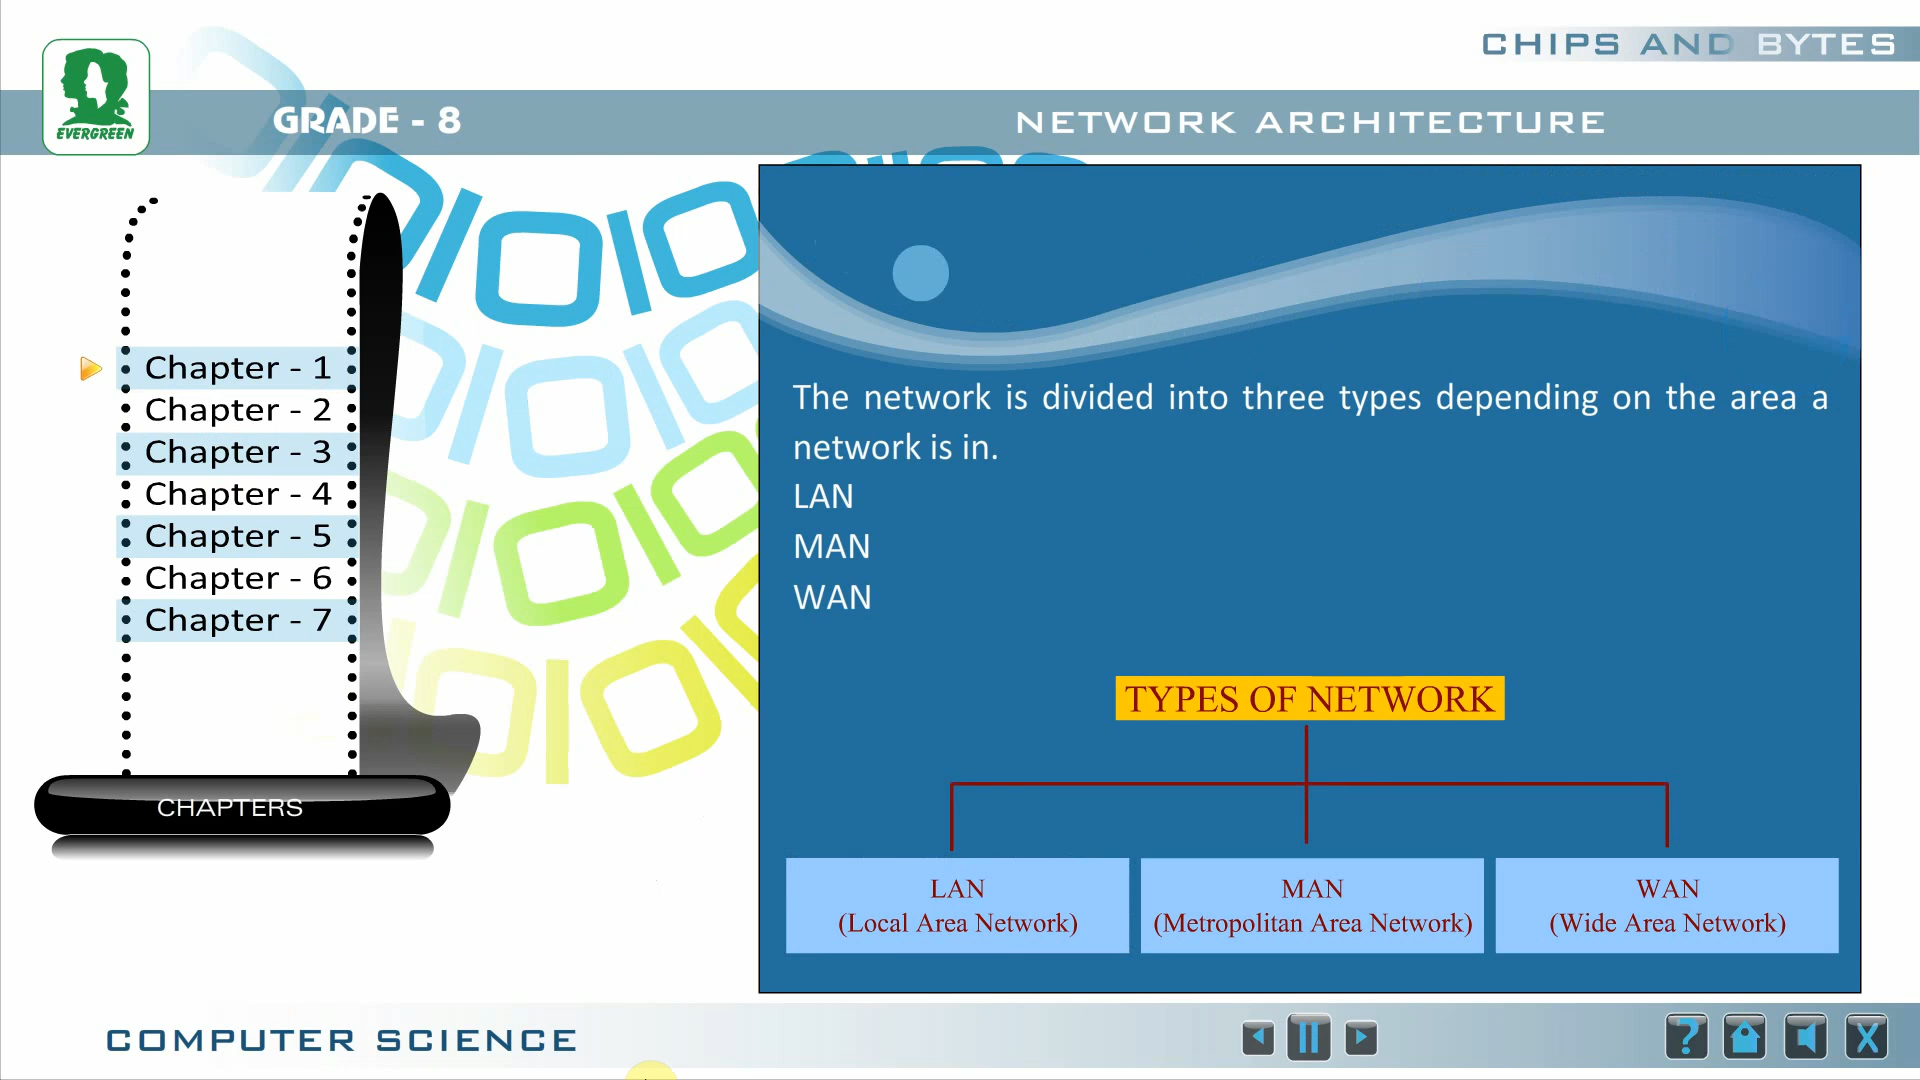 CHIPS AND BYTES
EVERGREEN
GRADE - 8
NETWORK ARCHITECTURE
Chapter - 1
Chapter - 2
Chapter - 3
Chapter - 4
Chapter - 5
Chapter - 6
Chapter - 7
CHAPTERS
The network is divided into three types depending on the area a
network is in.
LAN
MAN
WAN
TYPES OF NETWORK
LAN
(Local Area Network)
MAN
(Metropolitan Area Network)
WAN
(Wide Area Network)
COMPUTER SCIENCE
? X